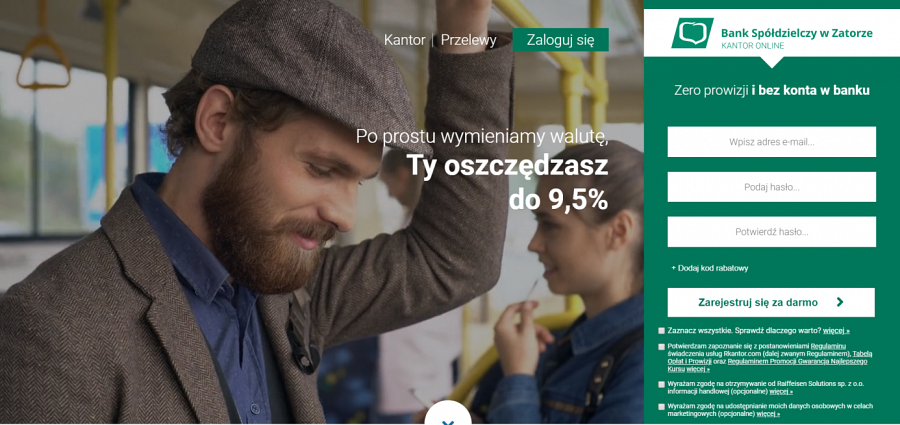 Kantor | Przelewy
Zaloguj się
Po prostu wymieniamy walutę,
Ty oszczędzasz
do 9,5%
Bank Spółdzielczy w Zatorze
KANTOR ONLINE
Zero prowizji i bez konta w banku
Wpisz adres e-mail...
Podaj hasło...
Potwierdź hasło...
+ Dodaj kod rabatowy
Zarejestruj się za darmo
Zaznacz wszystkie. Sprawdź dlaczego warto? więcej »
Potwierdzam zapoznanie się z postanowieniami Regulaminu
świadczenia usług Rkantor.com (dalej zwanym Regulaminem), Tabelą
Opłat i Prowizji oraz Regulaminem Promocji Gwarancja Najlepszego
Kursu więcej »
Wyrażam zgodę na otrzymywanie od Raiffeisen Solutions sp. z o.o.
informacji handlowej (opcjonalne) więcej »
Wyrażam zgodę na udostępnianie moich danych osobowych w celach
marketingowych (opcjonalne) więcej »